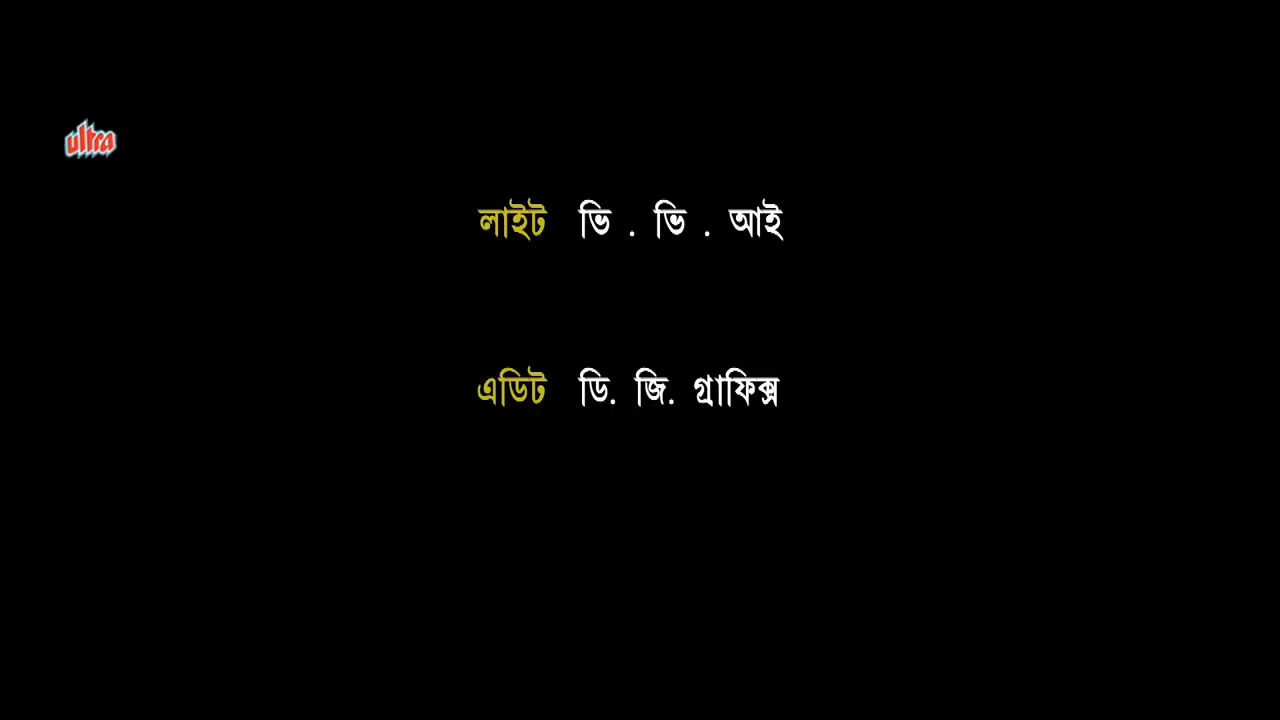 ultra
লাইট ভি . ভি . আই
এডিট ডি. জি. গ্রাফিক্স